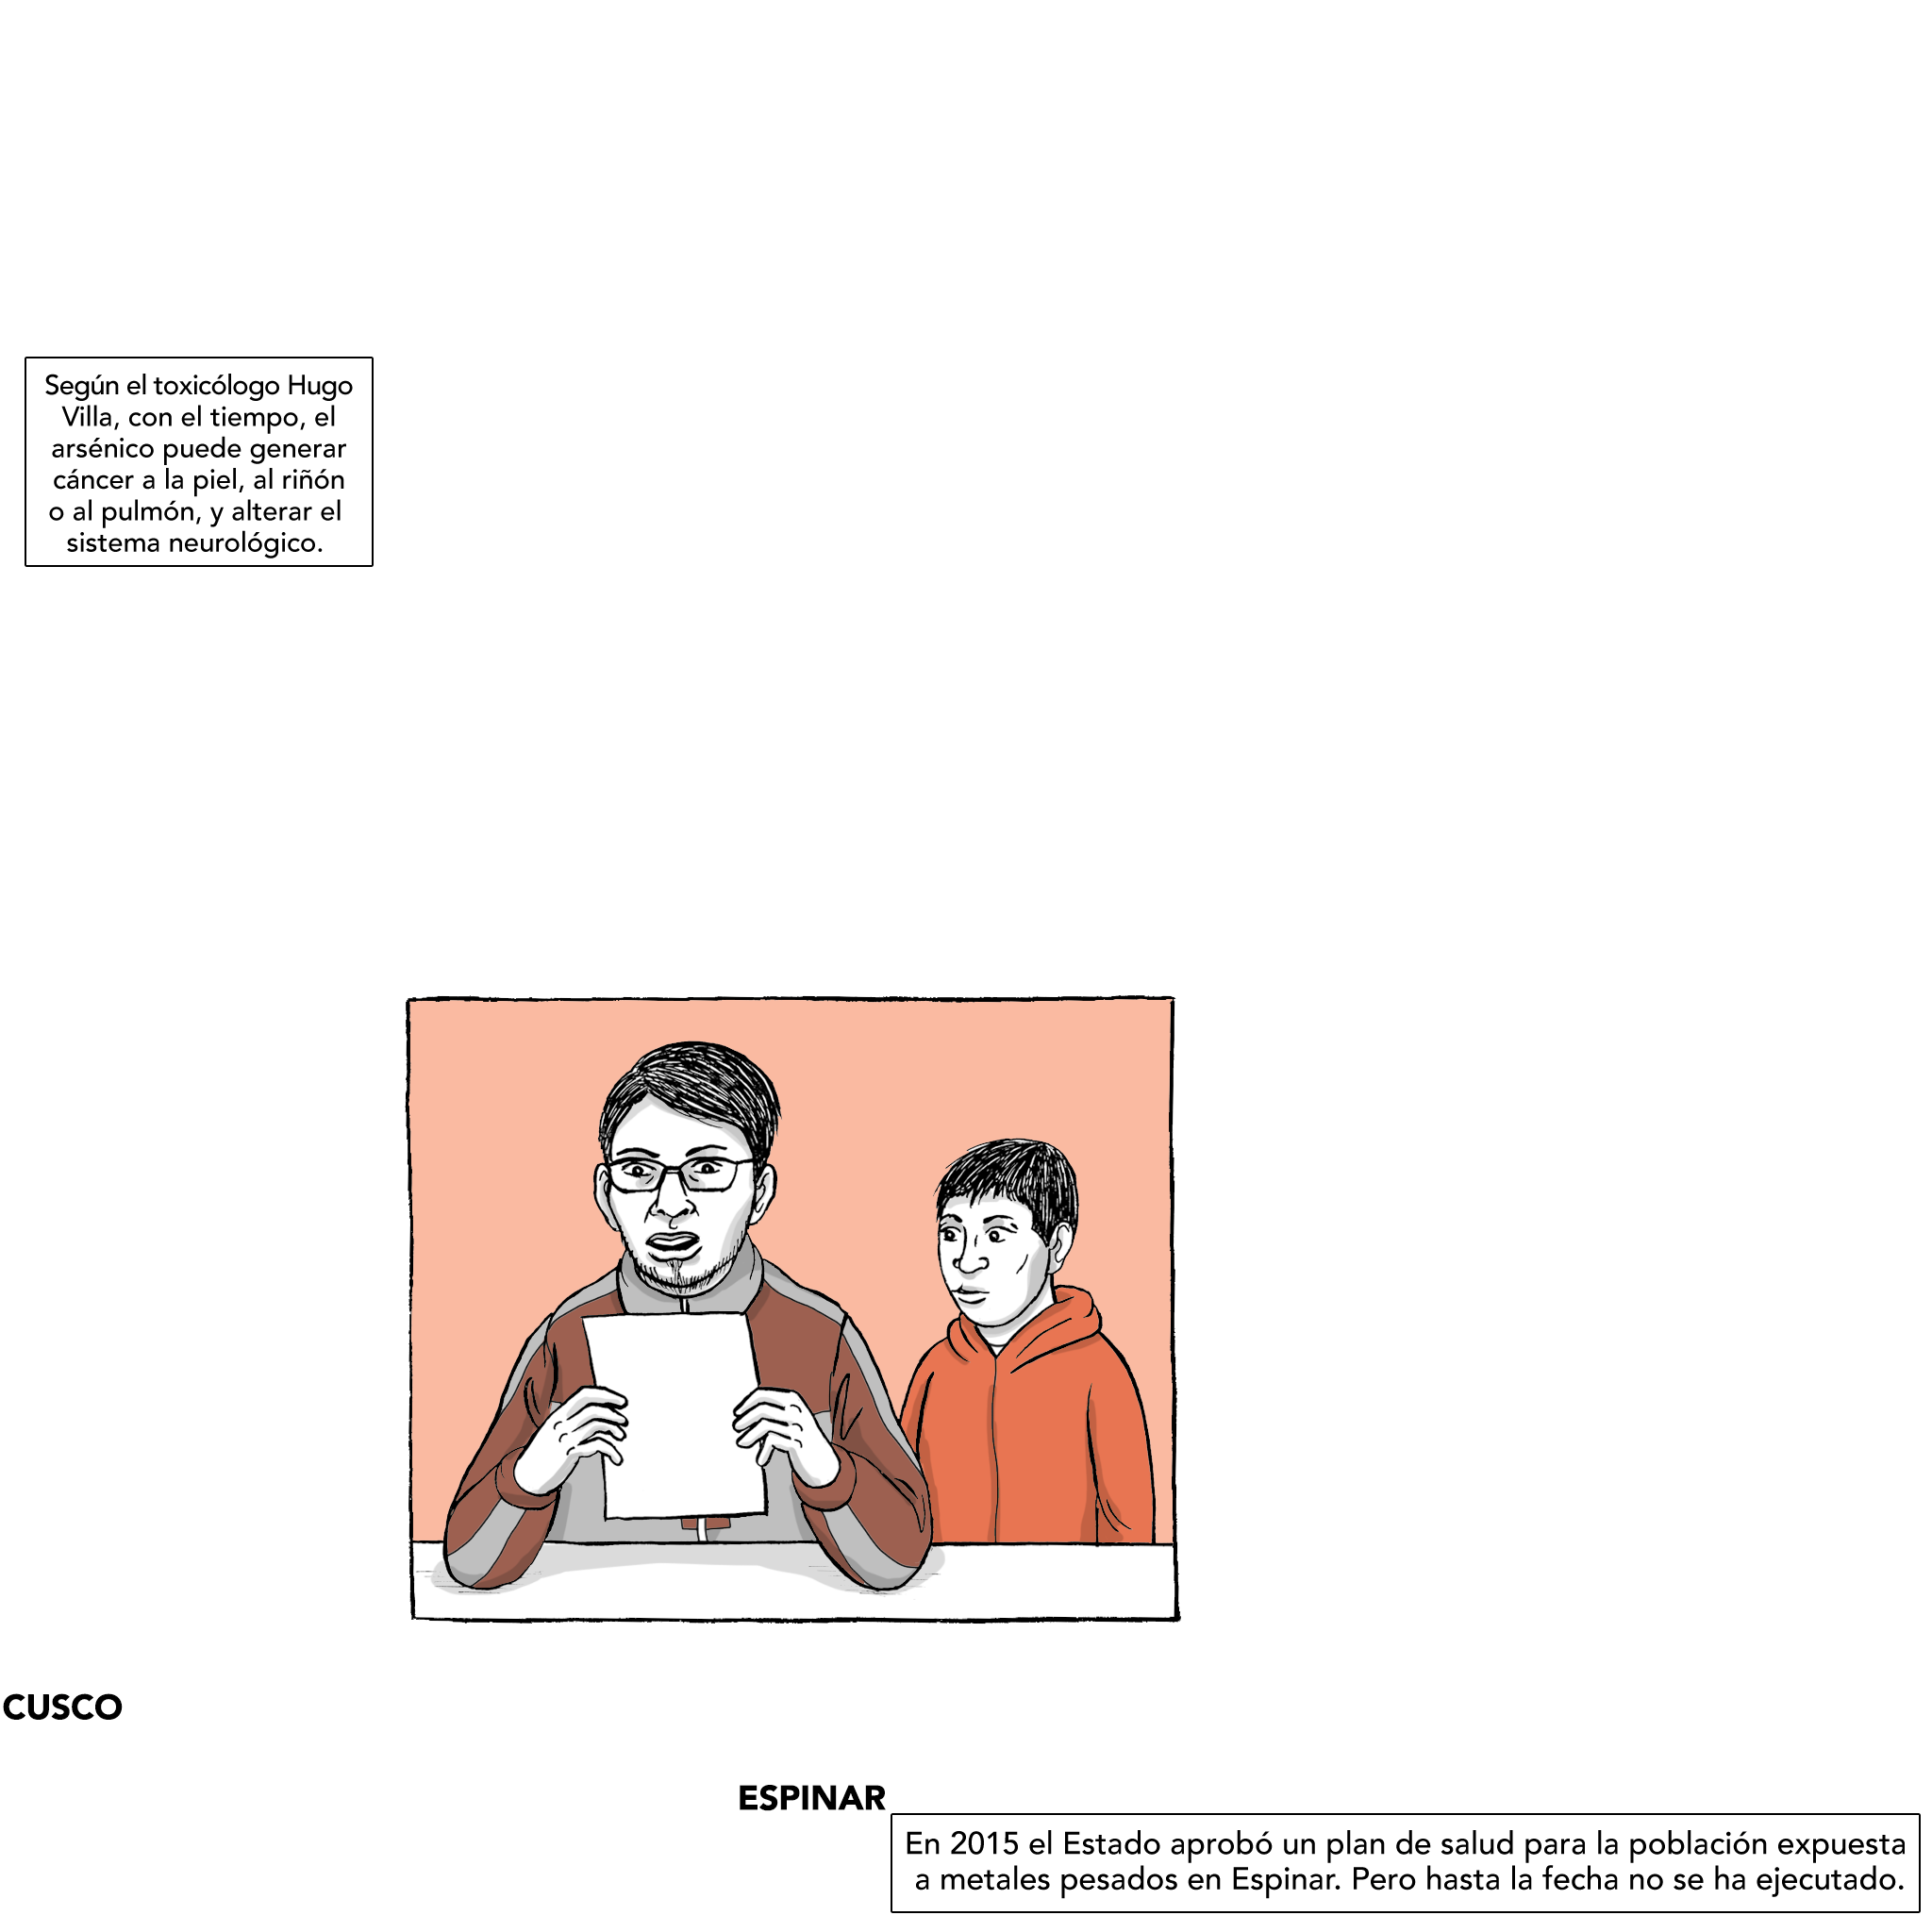 Según el toxicólogo Hugo
Villa, con el tiempo, el
arsénico puede generar
cáncer a la piel, al riñón
o al pulmón, y alterar el
sistema neurológico.
CUSCO
ESPINAR
En 2015 el Estado aprobó un plan de salud para la población expuesta
a metales pesados en Espinar. Pero hasta la fecha no se ha ejecutado.